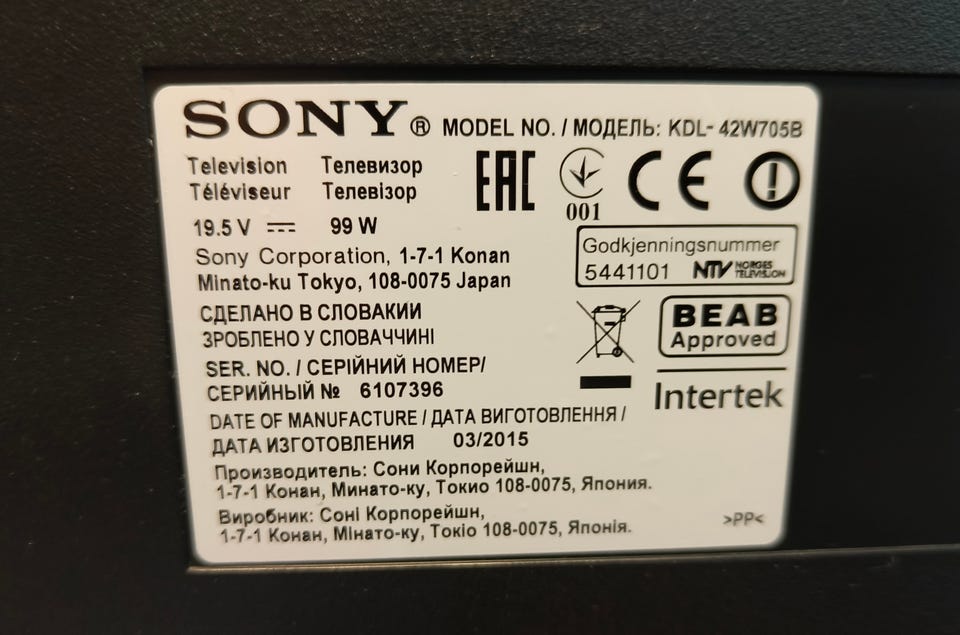 SONY® MODEL NO. / МОДЕЛЬ: KDL- 42W705B
Television Телевизор
Téléviseur Телевізор
19.5 V 99 W
Sony Corporation, 1-7-1 Konan
Minato-ku Tokyo, 108-0075 Japan
СДЕЛАНО В СЛОВАКИИ
ЗРОБЛЕНО У СЛОВАЧЧИНІ
SER. NO. / СЕРІЙНИЙ НОМЕР/
СЕРИЙНЫЙ № 6107396
DATE OF MANUFACTURE / ДАТА ВИГОТОВЛЕННЯ /
ДАТА ИЗГОТОВЛЕНИЯ 03/2015
Производитель: Сони Корпорейшн,
1-7-1 Конан, Минато-ку, Токио 108-0075, Япония.
Виробник: Соні Корпорейшн,
1-7-1 Конан, Мінато-ку, Токіо 108-0075, Японія.
EAC
001
CE
Godkjenningsnummer
5441101 NTV NORGES
TELEVISJON
BEAB
Approved
Intertek
>PP<